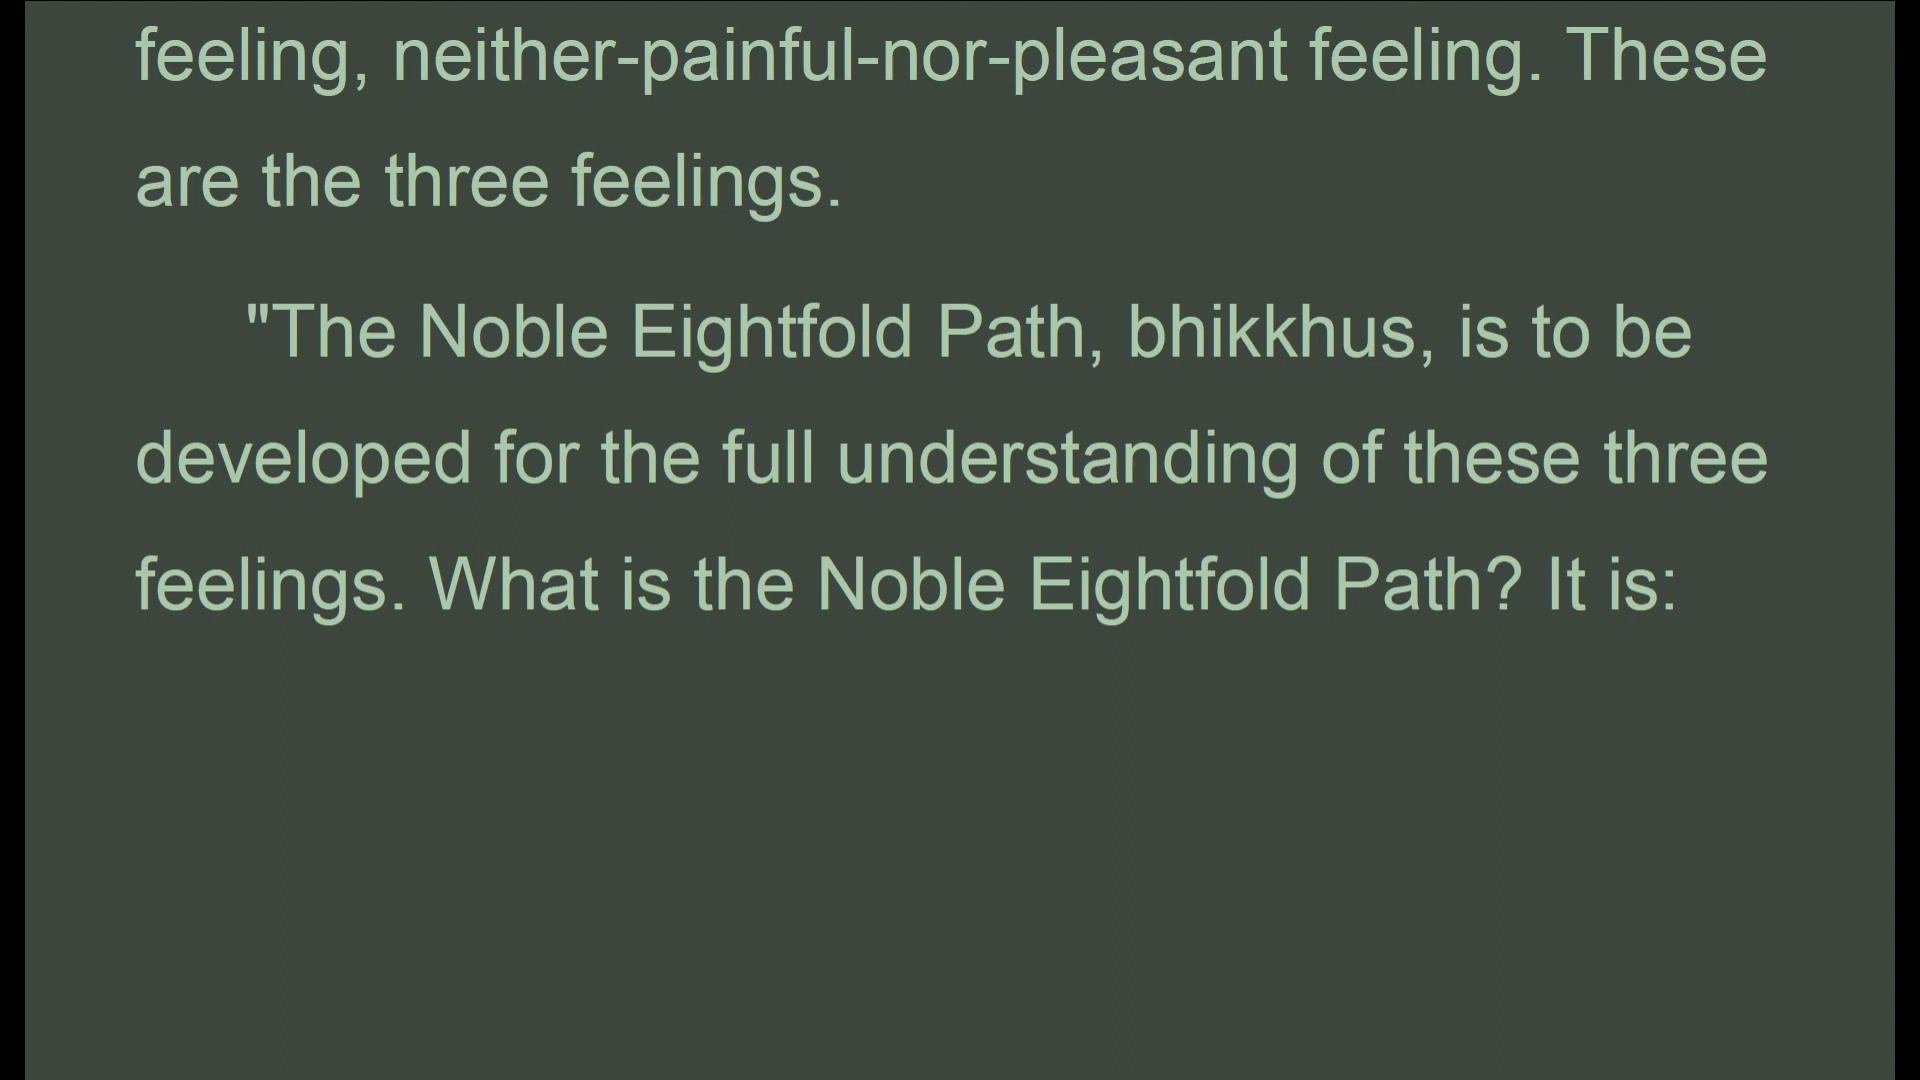 feeling, neither-painful-nor-pleasant feeling. These
are the three feelings.
"The Noble Eightfold Path, bhikkhus, is to be
developed for the full understanding of these three
feelings. What is the Noble Eightfold Path? It is: